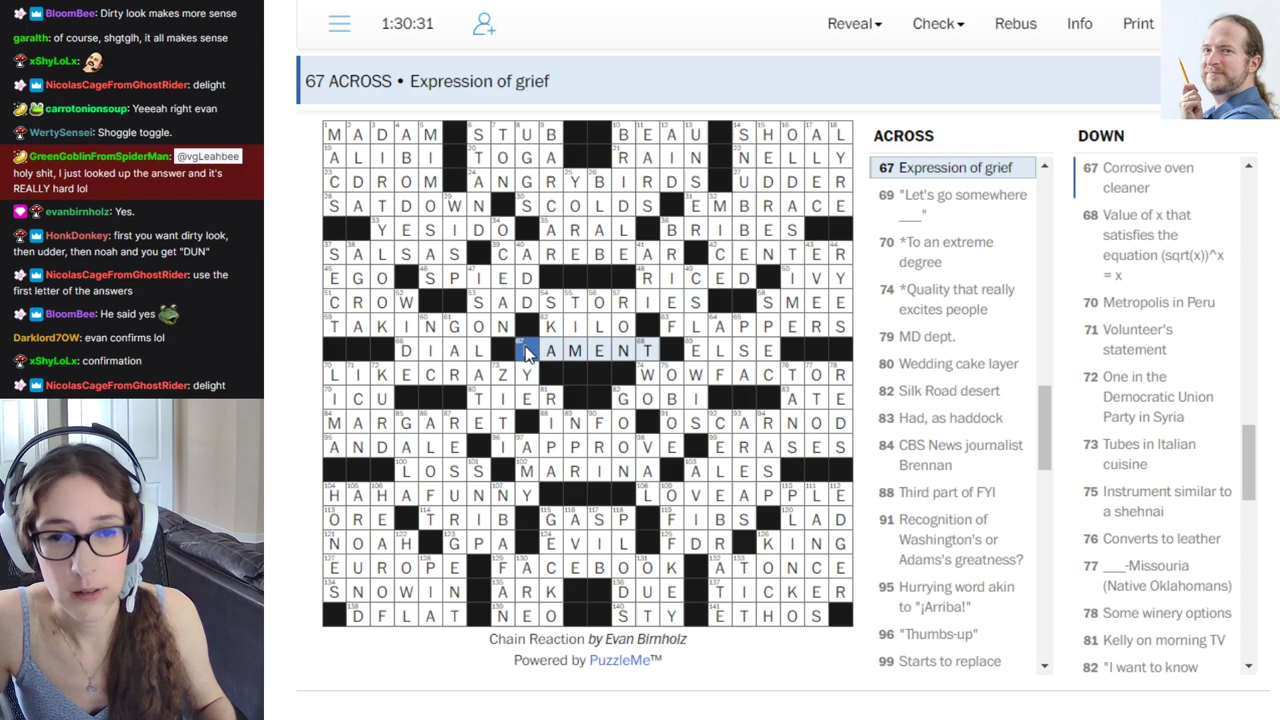 BloomBee: Dirty look makes more sense
garalth: of course, shgtglh, it all makes sense
xShyLoLx:
NicolasCageFromGhostRider: delight
carrotonionsoup: Yeeeah right evan
WertySensei: Shoggle toggle.
GreenGoblinFromSpiderMan: @vgLeahbee
holy shit, I just looked up the answer and it's
REALLY hard lol
evanbirnholz: Yes.
HonkDonkey: first you want dirty look,
then udder, then noah and you get "DUN"
NicolasCageFromGhostRider: use the
first letter of the answers
BloomBee: He said yes
Darklord7OW: evan confirms lol
xShyLoLx: confirmation
NicolasCageFromGhostRider: delight
1:30:31
Reveal
Check
Rebus
Info
Print
67 ACROSS • Expression of grief
MADAM STUB BEAU SHOAL
ALIBI TOGA RAIN NELLY
CDROM ANGRYBIRDS UDDER
SATDOWN SCOLDS EMBRACE
YESIDO ARAL BRIBES
SALSAS CAREBEAR CENTER
EGO SPIED RICED IVY
CROW SADSTORIES SMEE
TAKINGON KILO FLAPPERS
DIAL LAMENT ELSE
LIKECRAZY WOWFACTOR
ICU TIER GOBI ATE
MARGARET INFO OSCARNOD
ANDALE IAPPROVE ERASES
LOSS MARINA ALES
HAHAFUNNY LOVEAPPLE
ORE TRIB GASP FIBS LAD
NOAH GPA EVIL FDR KING
EUROPE FACEBOOK ATONCE
SNOWIN ARK DUE TICKER
DFLAT NEO STY ETHOS
Chain Reaction by Evan Birnholz
Powered by PuzzleMe™
ACROSS
67 Expression of grief
69 "Let's go somewhere
___"
70 *To an extreme
degree
74 *Quality that really
excites people
79 MD dept.
80 Wedding cake layer
82 Silk Road desert
83 Had, as haddock
84 CBS News journalist
Brennan
88 Third part of FYI
91 Recognition of
Washington's or
Adams's greatness?
95 Hurrying word akin
to "¡Arriba!"
96 "Thumbs-up"
99 Starts to replace
DOWN
67 Corrosive oven
cleaner
68 Value of x that
satisfies the
equation (sqrt(x))^x
= x
70 Metropolis in Peru
71 Volunteer's
statement
72 One in the
Democratic Union
Party in Syria
73 Tubes in Italian
cuisine
75 Instrument similar to
a shehnai
76 Converts to leather
77 ___-Missouria
(Native Oklahomans)
78 Some winery options
81 Kelly on morning TV
82 "I want to know